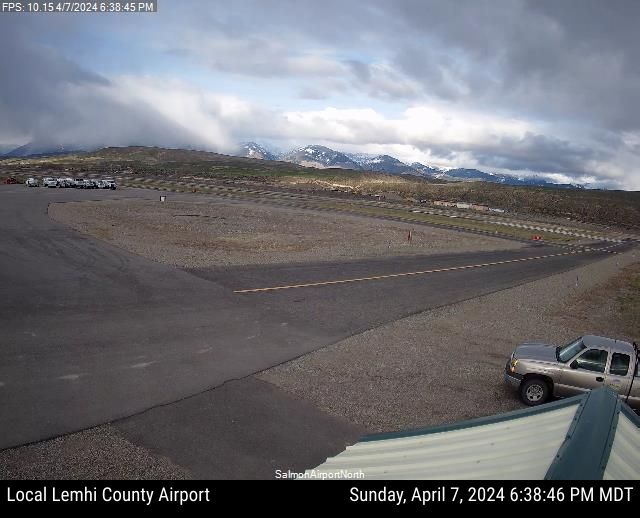 FPS: 10.15 4/7/2024 6:38:45 PM
SalmonAirportNorth
Local Lemhi County Airport
Sunday, April 7, 2024 6:38:46 PM MDT